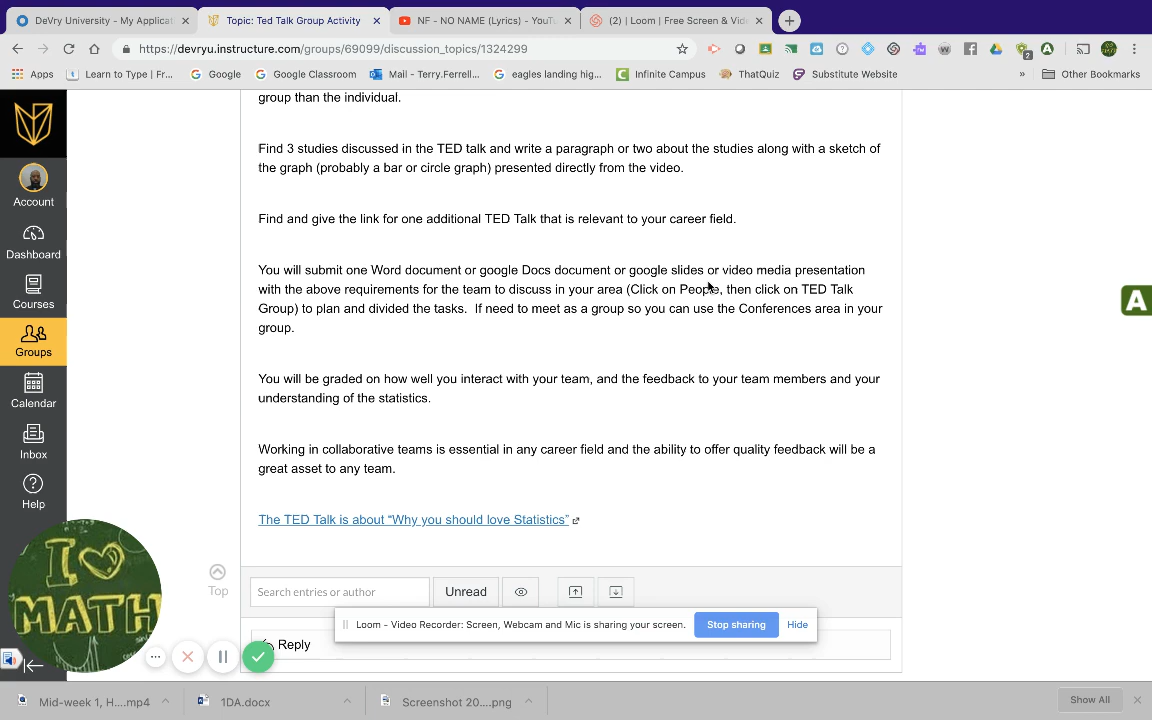 DeVry University - My Applicat
Topic: Ted Talk Group Activity
NF - NO NAME (Lyrics) - YouTu
(2) | Loom | Free Screen & Vide
https://devryu.instructure.com/groups/69099/discussion_topics/1324299
Apps
Learn to Type | Fr...
Google
Google Classroom
Mail - Terry.Ferrell...
eagles landing hig...
Infinite Campus
ThatQuiz
Substitute Website
»
Other Bookmarks
group than the individual.
Find 3 studies discussed in the TED talk and write a paragraph or two about the studies along with a sketch of
the graph (probably a bar or circle graph) presented directly from the video.
Find and give the link for one additional TED Talk that is relevant to your career field.
You will submit one Word document or google Docs document or google slides or video media presentation
with the above requirements for the team to discuss in your area (Click on People, then click on TED Talk
Group) to plan and divided the tasks. If need to meet as a group so you can use the Conferences area in your
group.
You will be graded on how well you interact with your team, and the feedback to your team members and your
understanding of the statistics.
Working in collaborative teams is essential in any career field and the ability to offer quality feedback will be a
great asset to any team.
The TED Talk is about “Why you should love Statistics”
Account
Dashboard
Courses
Groups
Calendar
Inbox
Help
A
I
MATH
Top
Search entries or author
Unread
Loom - Video Recorder: Screen, Webcam and Mic is sharing your screen.
Stop sharing
Hide
Reply
Mid-week 1, H....mp4
1DA.docx
Screenshot 20....png
Show All